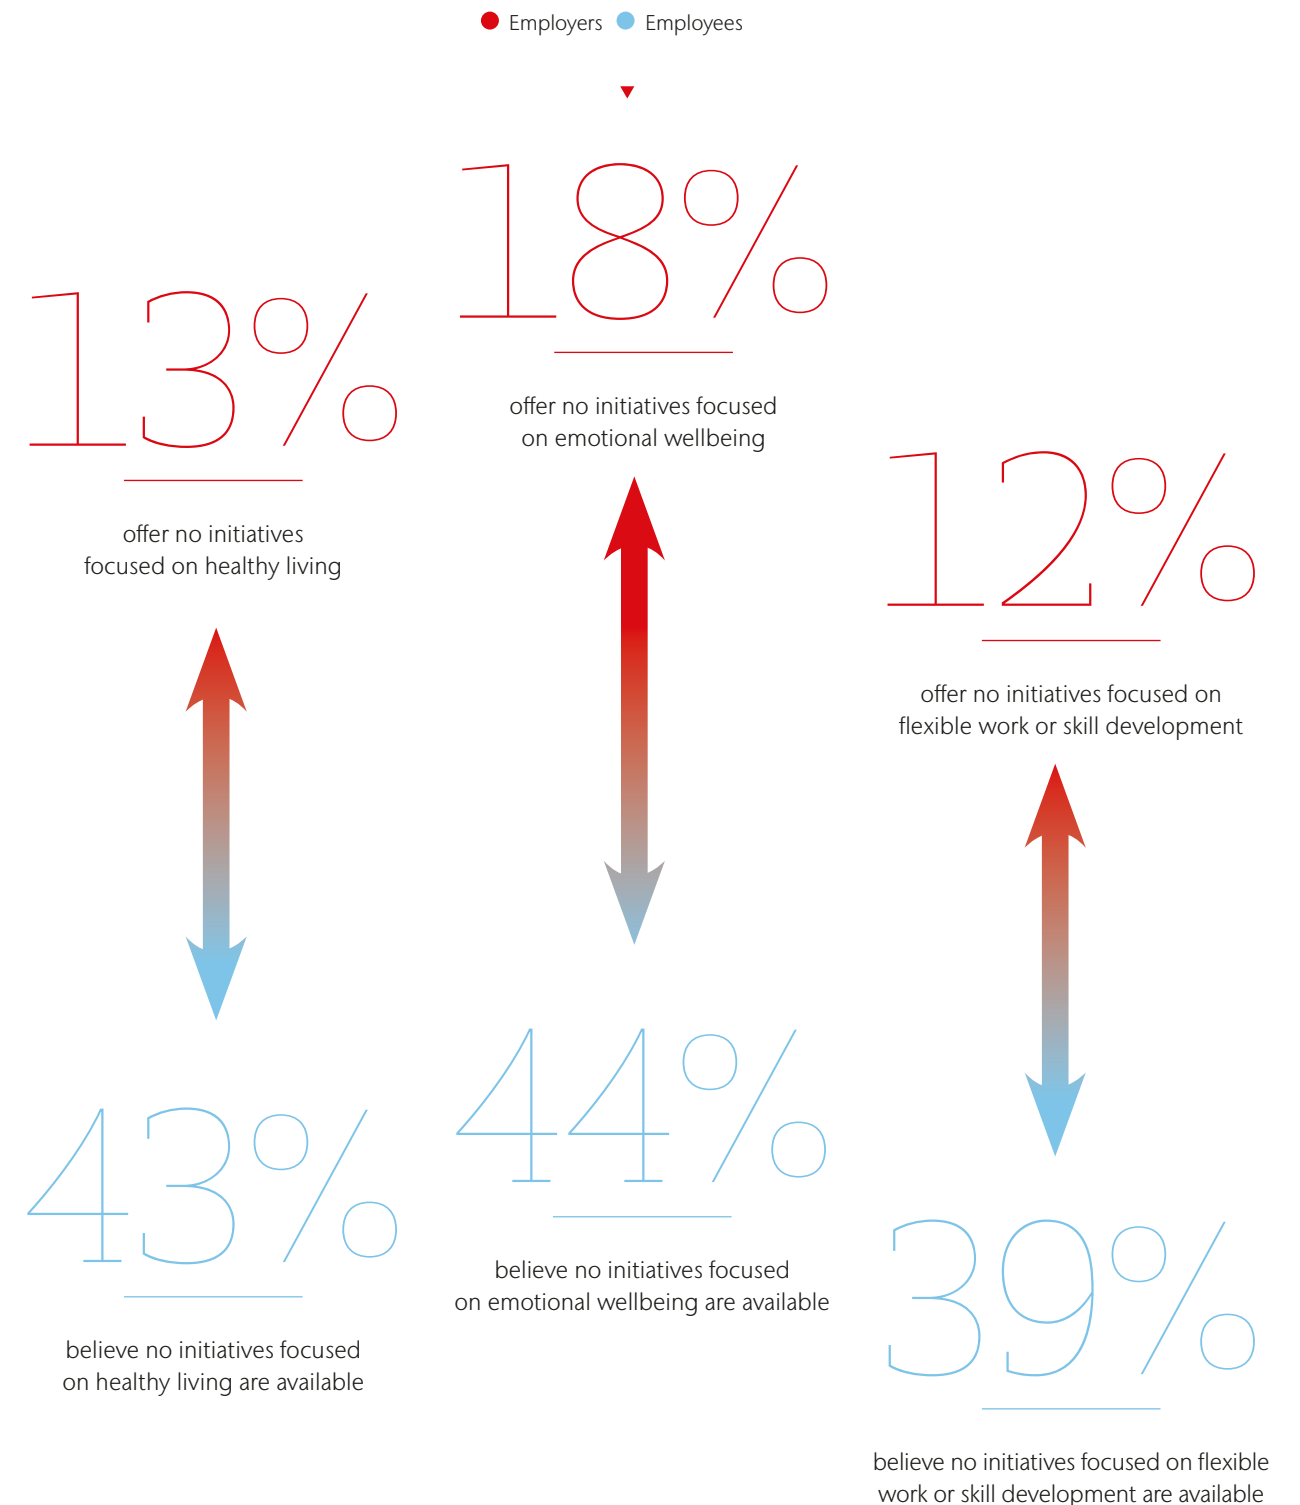 Employers Employees
13%
offer no initiatives
focused on healthy living
43%
believe no initiatives focused
on healthy living are available
18%
offer no initiatives focused
on emotional wellbeing
44%
believe no initiatives focused
on emotional wellbeing are available
12%
offer no initiatives focused on
flexible work or skill development
39%
believe no initiatives focused on flexible
work or skill development are available